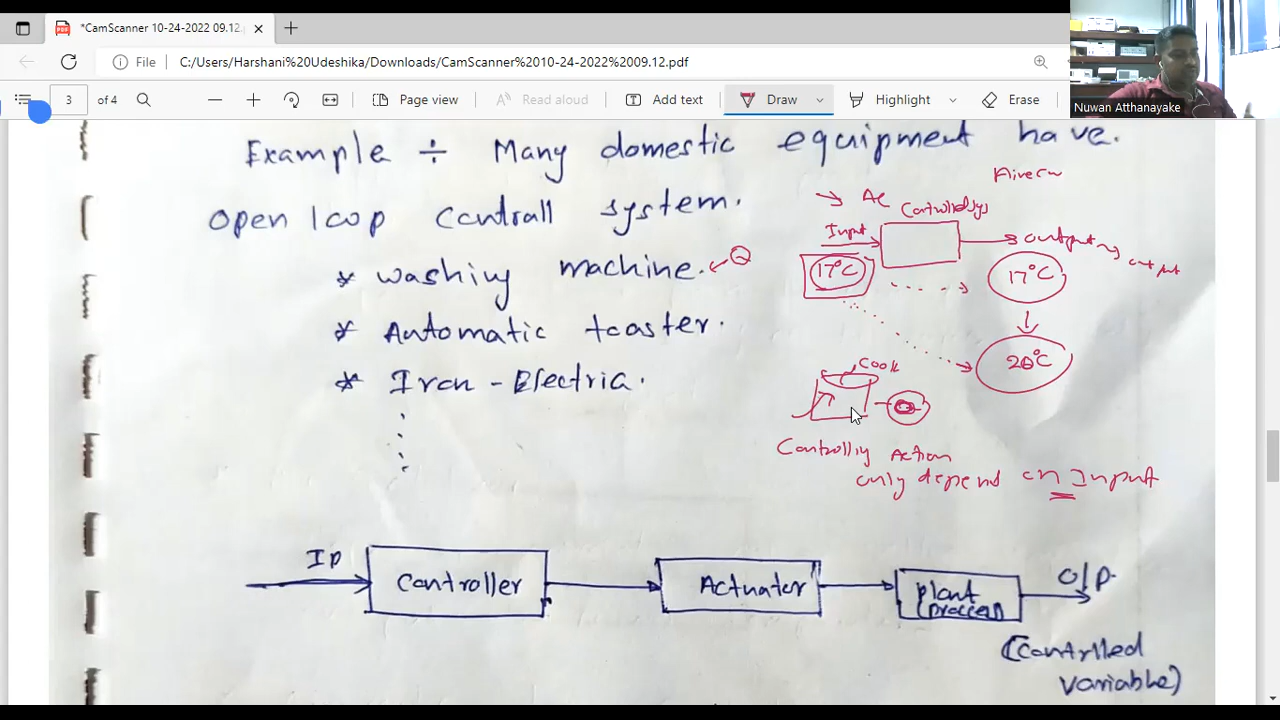 *CamScanner 10-24-2022 09.12.
File C:/Users/Harshani%20Udeshika/Downloads/CamScanner%2010-24-2022%2009.12.pdf
3 of 4 Page view Read aloud Add text Draw Highlight Erase
Nuwan Atthanayake
Example ÷ Many domestic equipment have.
open loop Controll system.
* washing machine. ← Q
* Automatic toaster.
* Iron - Electric.
→ AC
Input
output
output
17°C
17°C
20°C
Cook
Controlling Action
only depend on Input
IP
Controller
Actuator
plant
(process)
O/P.
(Contrlled
variable)